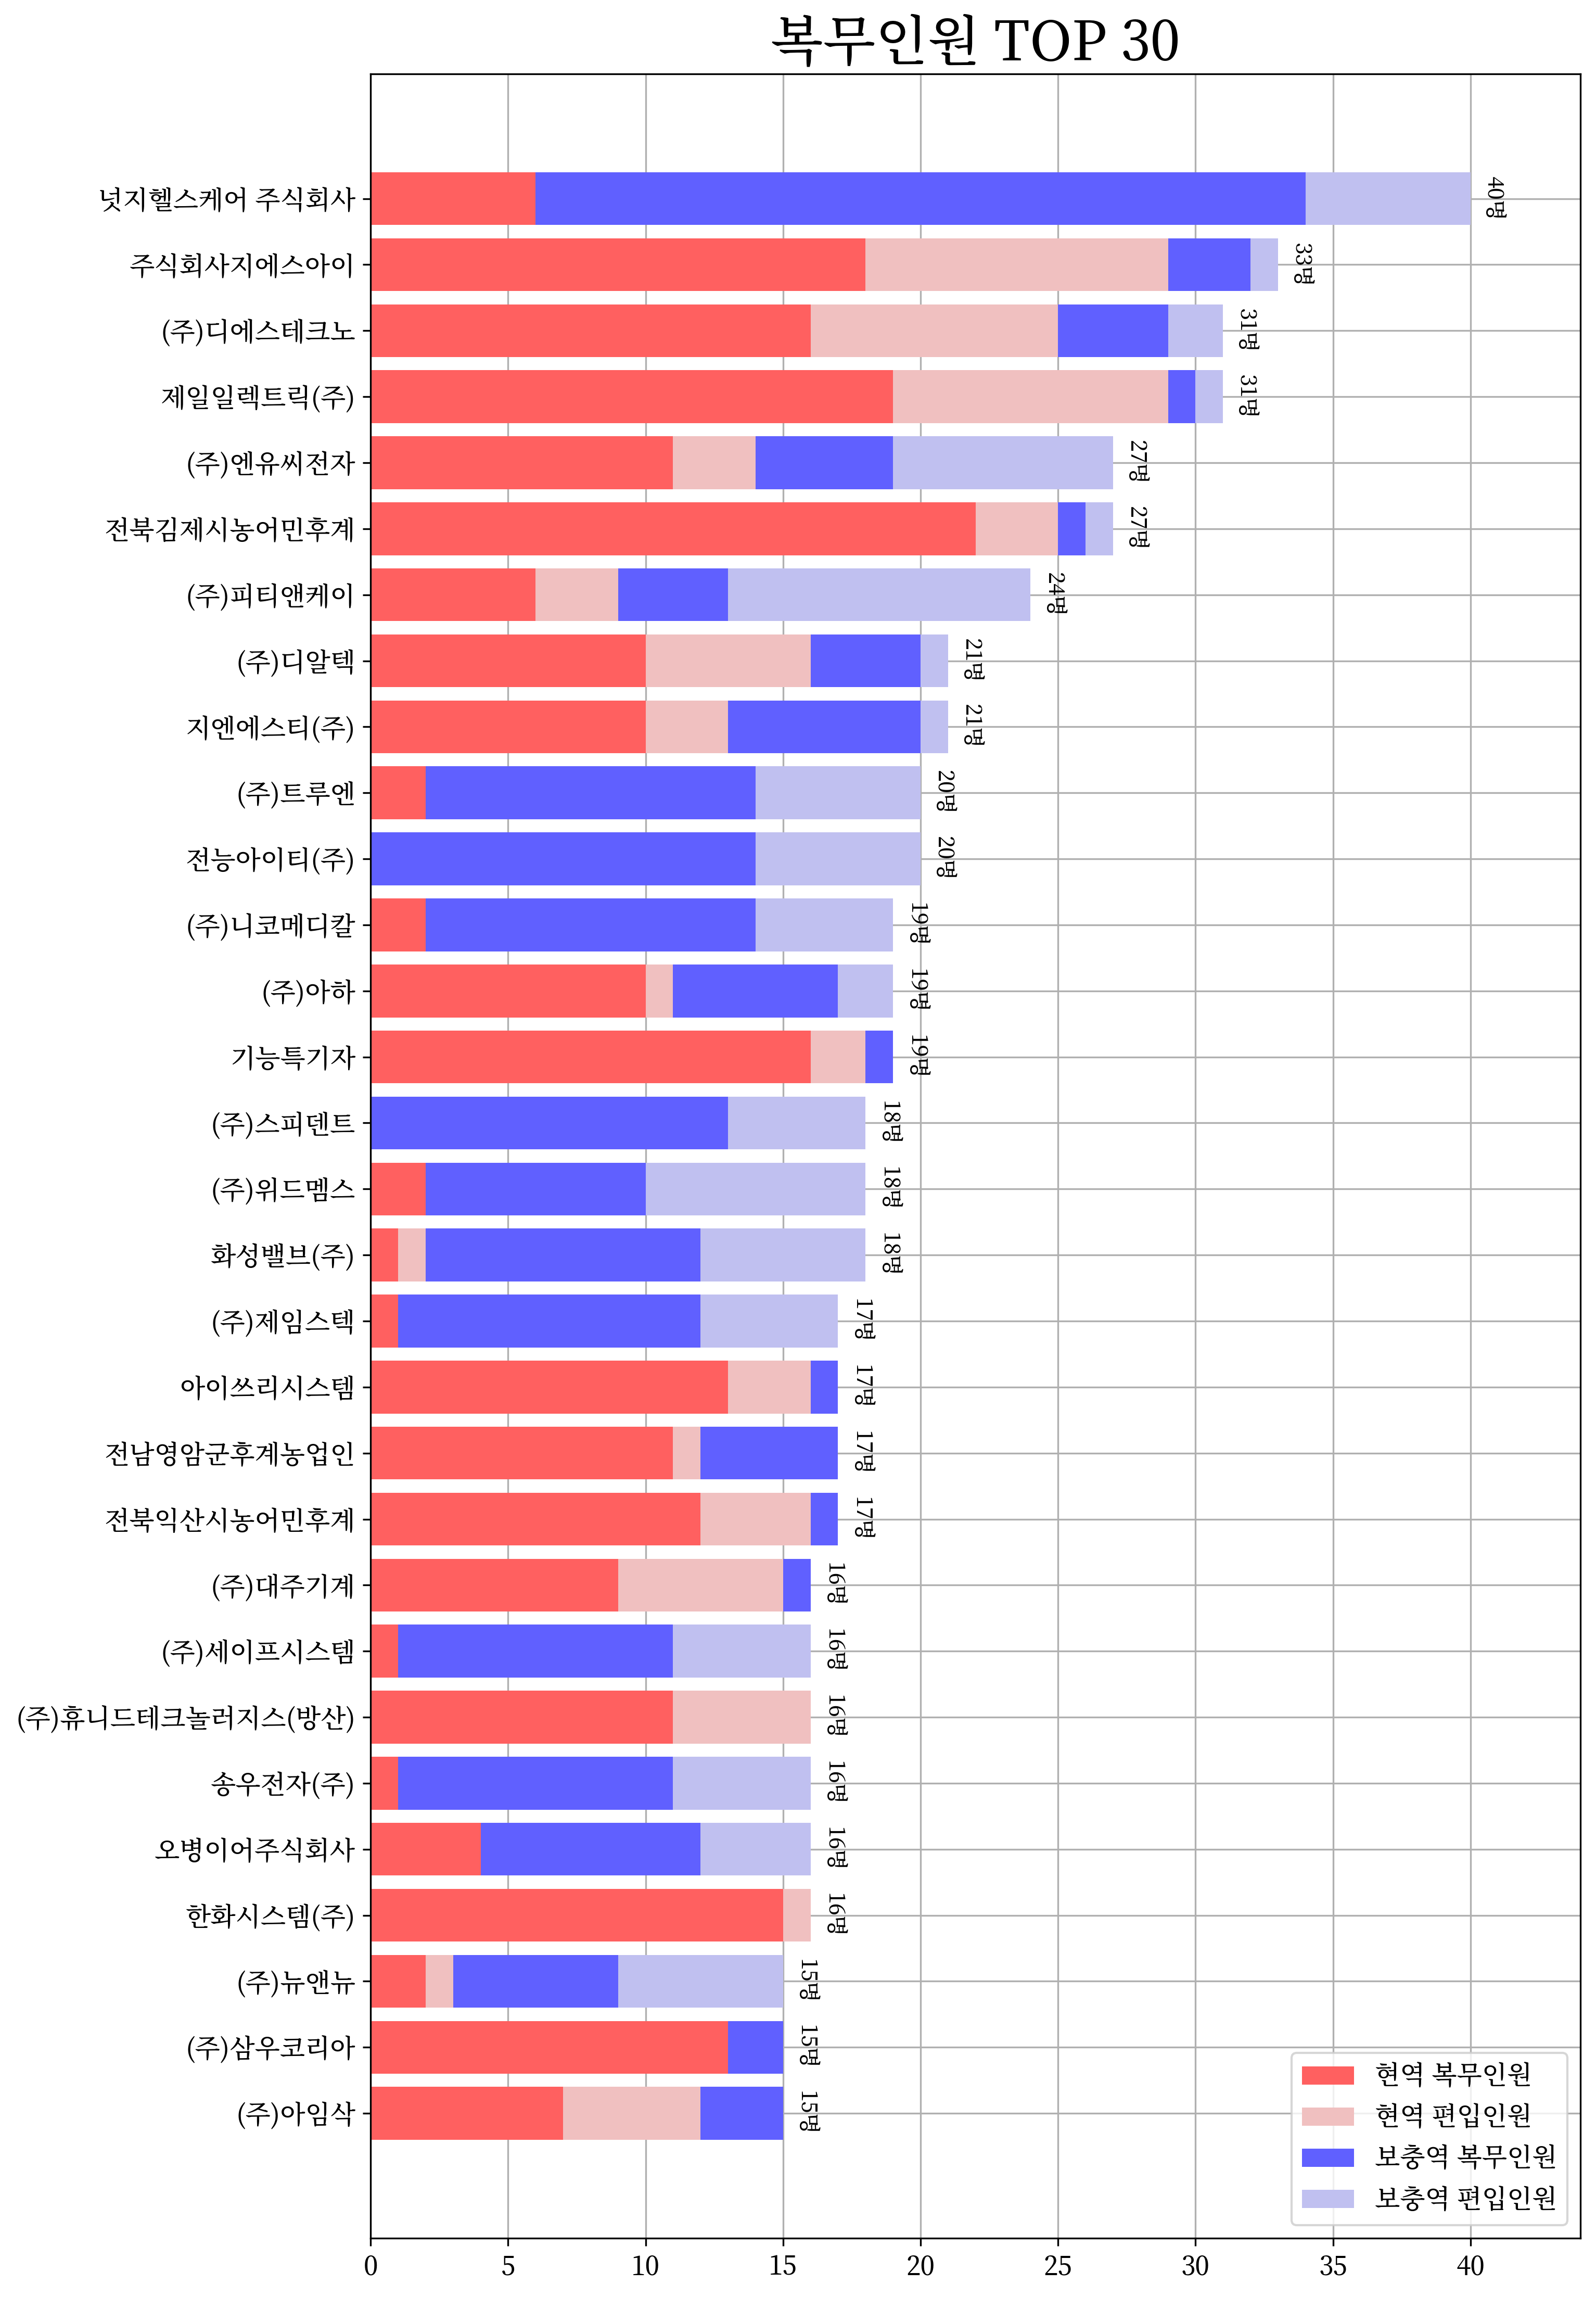 복무인원 TOP 30
넛지헬스케어 주식회사 40명
주식회사지에스아이 33명
(주)디에스테크노 31명
제일일렉트릭(주) 31명
(주)엔유씨전자 27명
전북김제시농어민후계 27명
(주)피티앤케이 24명
(주)디알텍 21명
지엔에스티(주) 21명
(주)트루엔 20명
전능아이티(주) 20명
(주)니코메디칼 19명
(주)아하 19명
기능특기자 19명
(주)스피덴트 18명
(주)위드멤스 18명
화성밸브(주) 18명
(주)제임스텍 17명
아이쓰리시스템 17명
전남영암군후계농업인 17명
전북익산시농어민후계 17명
(주)대주기계 16명
(주)세이프시스템 16명
(주)휴니드테크놀러지스(방산) 16명
송우전자(주) 16명
오병이어주식회사 16명
한화시스템(주) 16명
(주)뉴앤뉴 15명
(주)삼우코리아 15명
(주)아임삭 15명
현역 복무인원
현역 편입인원
보충역 복무인원
보충역 편입인원
0 5 10 15 20 25 30 35 40